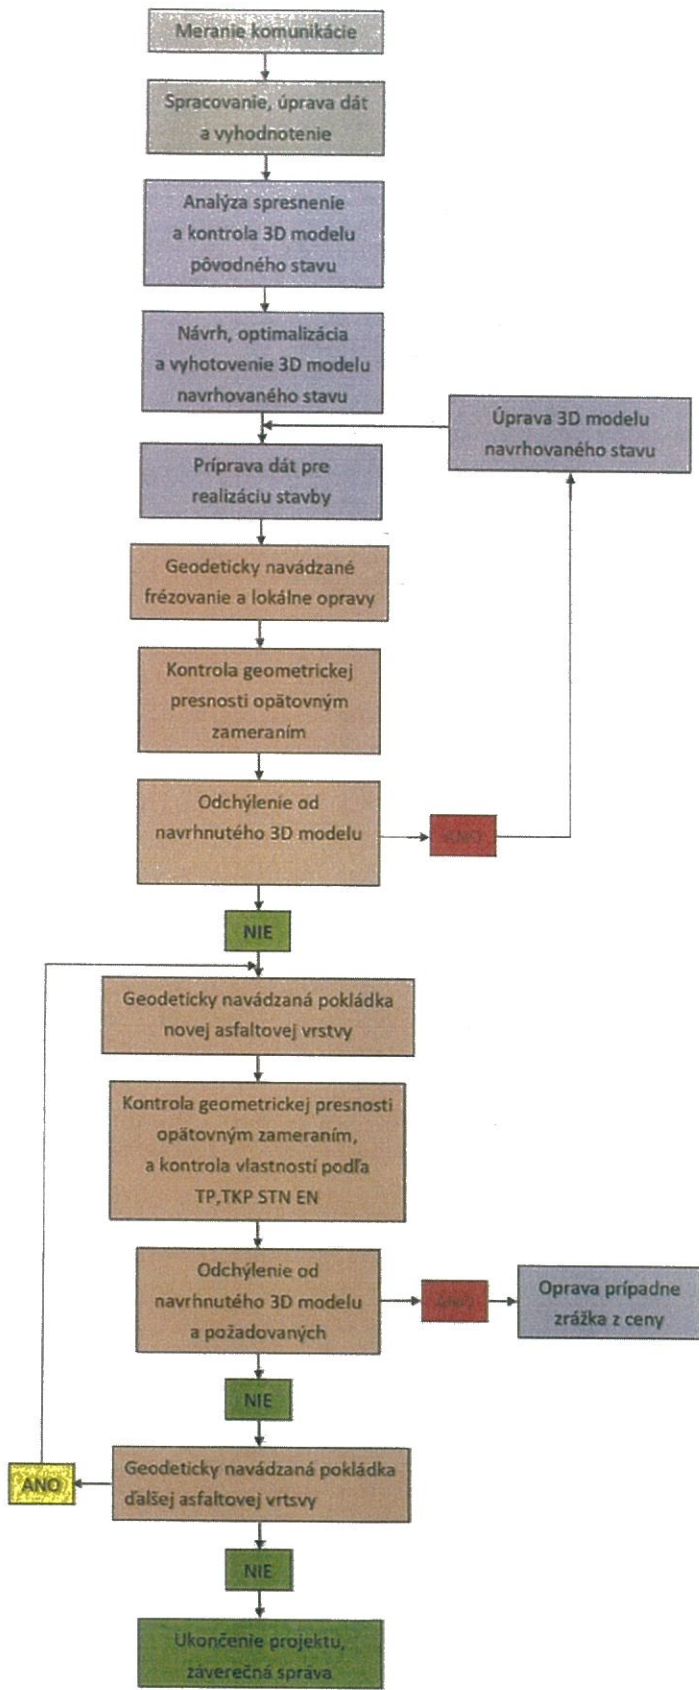 Meranie komunikácie
Spracovanie, úprava dát
a vyhodnotenie
Analýza spresnenie
a kontrola 3D modelu
pôvodného stavu
Návrh, optimalizácia
a vyhotovenie 3D modelu
navrhovaného stavu
Úprava 3D modelu
navrhovaného stavu
Príprava dát pre
realizáciu stavby
Geodeticky navádzané
frézovanie a lokálne opravy
Kontrola geometrickej
presnosti opätovným
zameraním
Odchýlenie od
navrhnutého 3D modelu
ANO
NIE
Geodeticky navádzaná pokládka
novej asfaltovej vrstvy
Kontrola geometrickej presnosti
opätovným zameraním,
a kontrola vlastností podľa
TP,TKP STN EN
Odchýlenie od
navrhnutého 3D modelu
a požadovaných
Oprava prípadne
zrážka z ceny
NIE
Geodeticky navádzaná pokládka
ďalšej asfaltovej vrtsvy
ANO
NIE
Ukončenie projektu,
záverečná správa